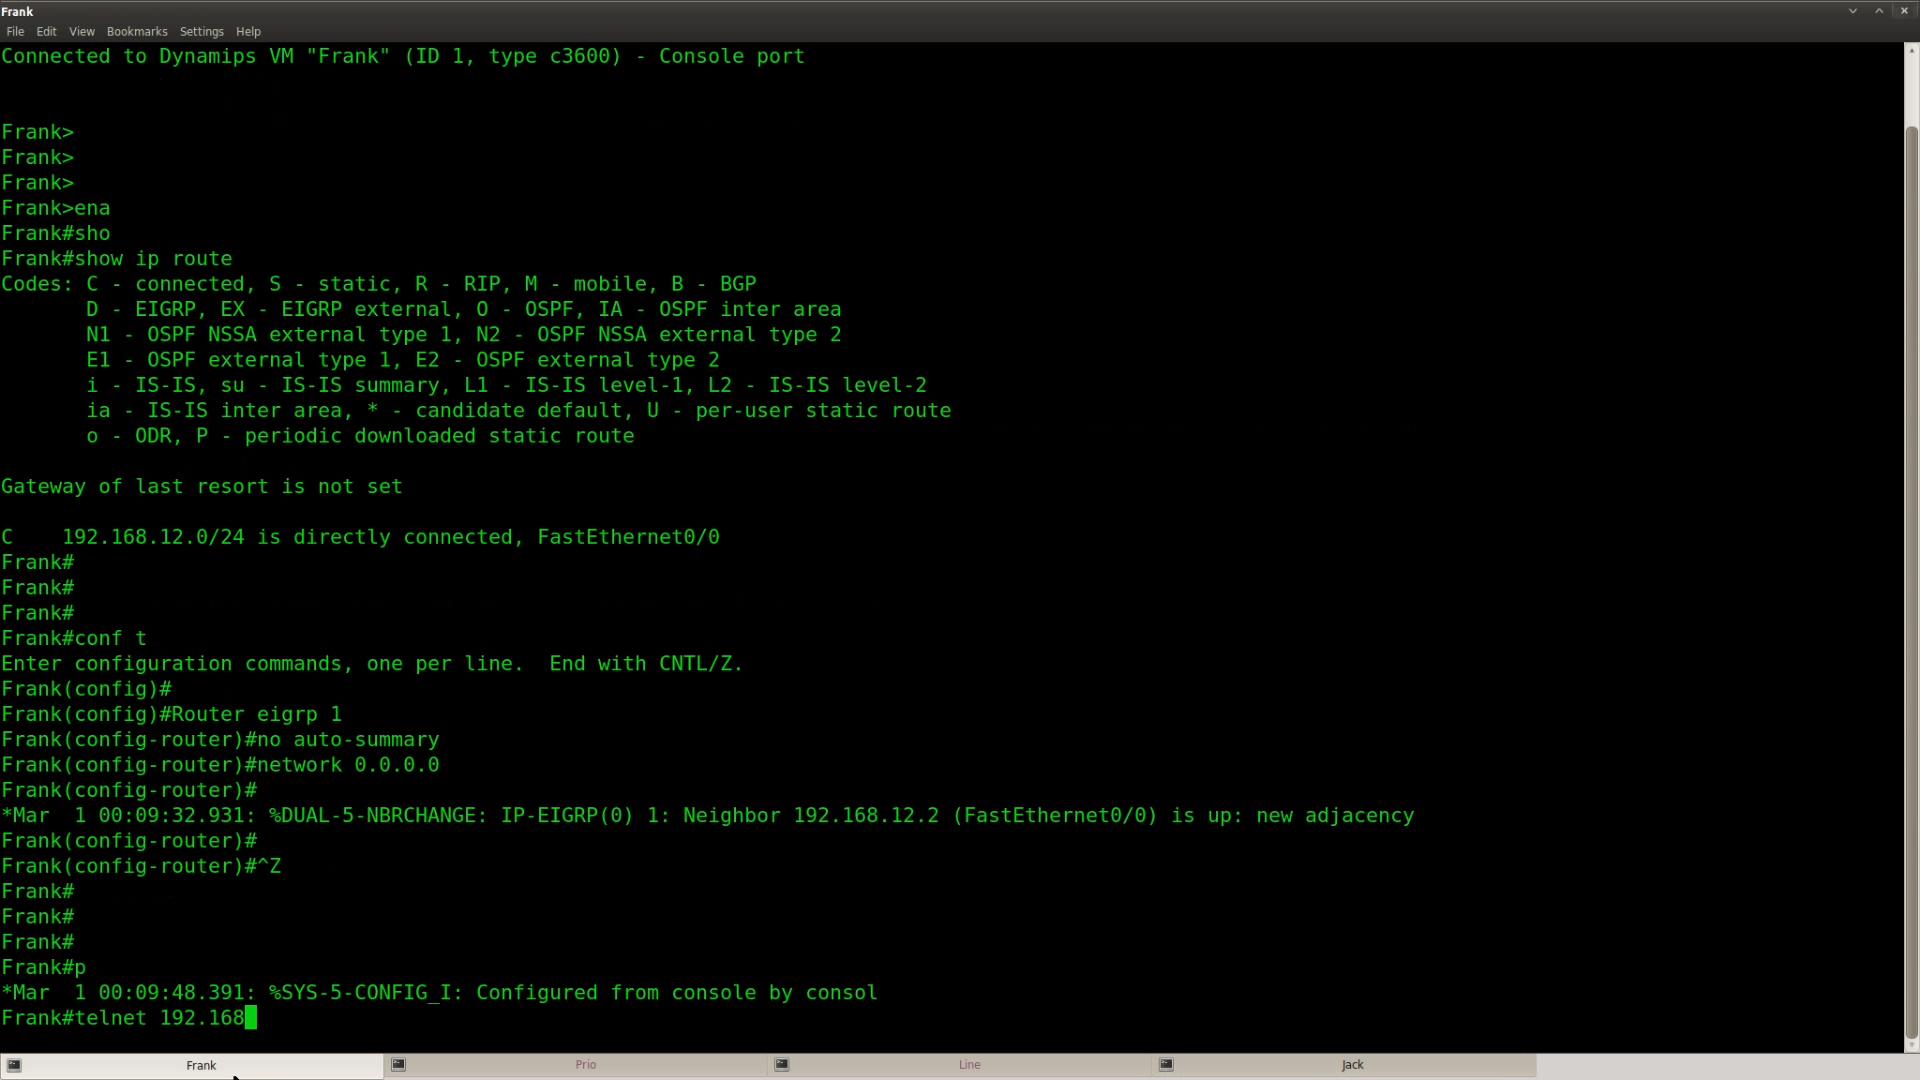 Frank
File Edit View Bookmarks Settings Help
Connected to Dynamips VM "Frank" (ID 1, type c3600) - Console port
Frank>
Frank>
Frank>
Frank>ena
Frank#sho
Frank#show ip route
Codes: C - connected, S - static, R - RIP, M - mobile, B - BGP
       D - EIGRP, EX - EIGRP external, O - OSPF, IA - OSPF inter area
       N1 - OSPF NSSA external type 1, N2 - OSPF NSSA external type 2
       E1 - OSPF external type 1, E2 - OSPF external type 2
       i - IS-IS, su - IS-IS summary, L1 - IS-IS level-1, L2 - IS-IS level-2
       ia - IS-IS inter area, * - candidate default, U - per-user static route
       o - ODR, P - periodic downloaded static route
Gateway of last resort is not set
C    192.168.12.0/24 is directly connected, FastEthernet0/0
Frank#
Frank#
Frank#
Frank#conf t
Enter configuration commands, one per line.  End with CNTL/Z.
Frank(config)#
Frank(config)#Router eigrp 1
Frank(config-router)#no auto-summary
Frank(config-router)#network 0.0.0.0
Frank(config-router)#
*Mar  1 00:09:32.931: %DUAL-5-NBRCHANGE: IP-EIGRP(0) 1: Neighbor 192.168.12.2 (FastEthernet0/0) is up: new adjacency
Frank(config-router)#
Frank(config-router)#^Z
Frank#
Frank#
Frank#
Frank#p
*Mar  1 00:09:48.391: %SYS-5-CONFIG_I: Configured from console by consol
Frank#telnet 192.168
Frank Prio Line Jack